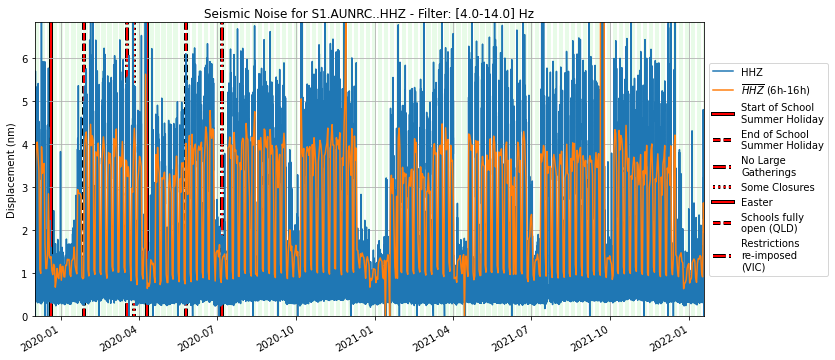 Seismic Noise for S1.AUNRC..HHZ - Filter: [4.0-14.0] Hz
Displacement (nm)
6
5
4
3
2
1
0
2020-01
2020-04
2020-07
2020-10
2021-01
2021-04
2021-07
2021-10
2022-01
HHZ
HHZ (6h-16h)
Start of School
Summer Holiday
End of School
Summer Holiday
No Large
Gatherings
Some Closures
Easter
Schools fully
open (QLD)
Restrictions
re-imposed
(VIC)